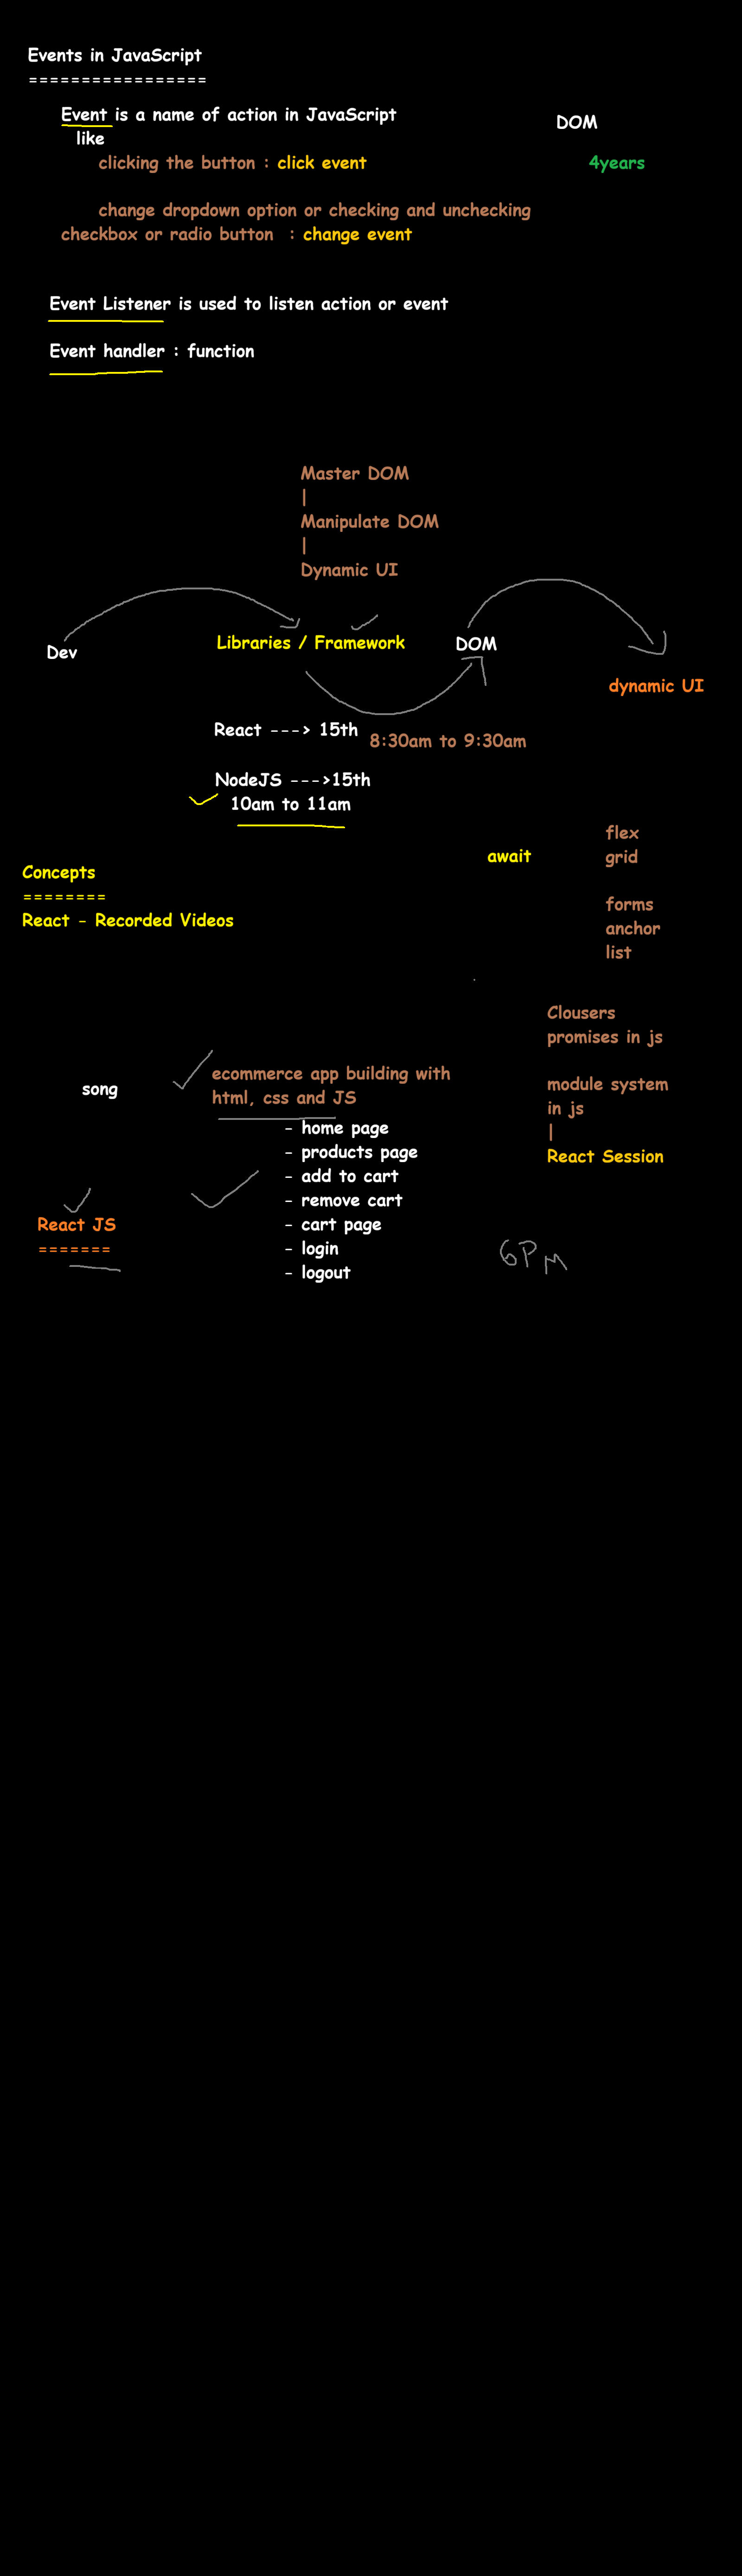 Events in JavaScript
=================
Event is a name of action in JavaScript
like
clicking the button : click event
change dropdown option or checking and unchecking
checkbox or radio button : change event
DOM
4years
Event Listener is used to listen action or event
Event handler : function
Master DOM
|
Manipulate DOM
|
Dynamic UI
Dev
Libraries / Framework
DOM
dynamic UI
React ---> 15th
8:30am to 9:30am
NodeJS --->15th
10am to 11am
Concepts
========
React - Recorded Videos
await
flex
grid
forms
anchor
list
Clousers
promises in js
module system
in js
|
React Session
song
ecommerce app building with
html, css and JS
- home page
- products page
- add to cart
- remove cart
- cart page
- login
- logout
React JS
=======
6PM